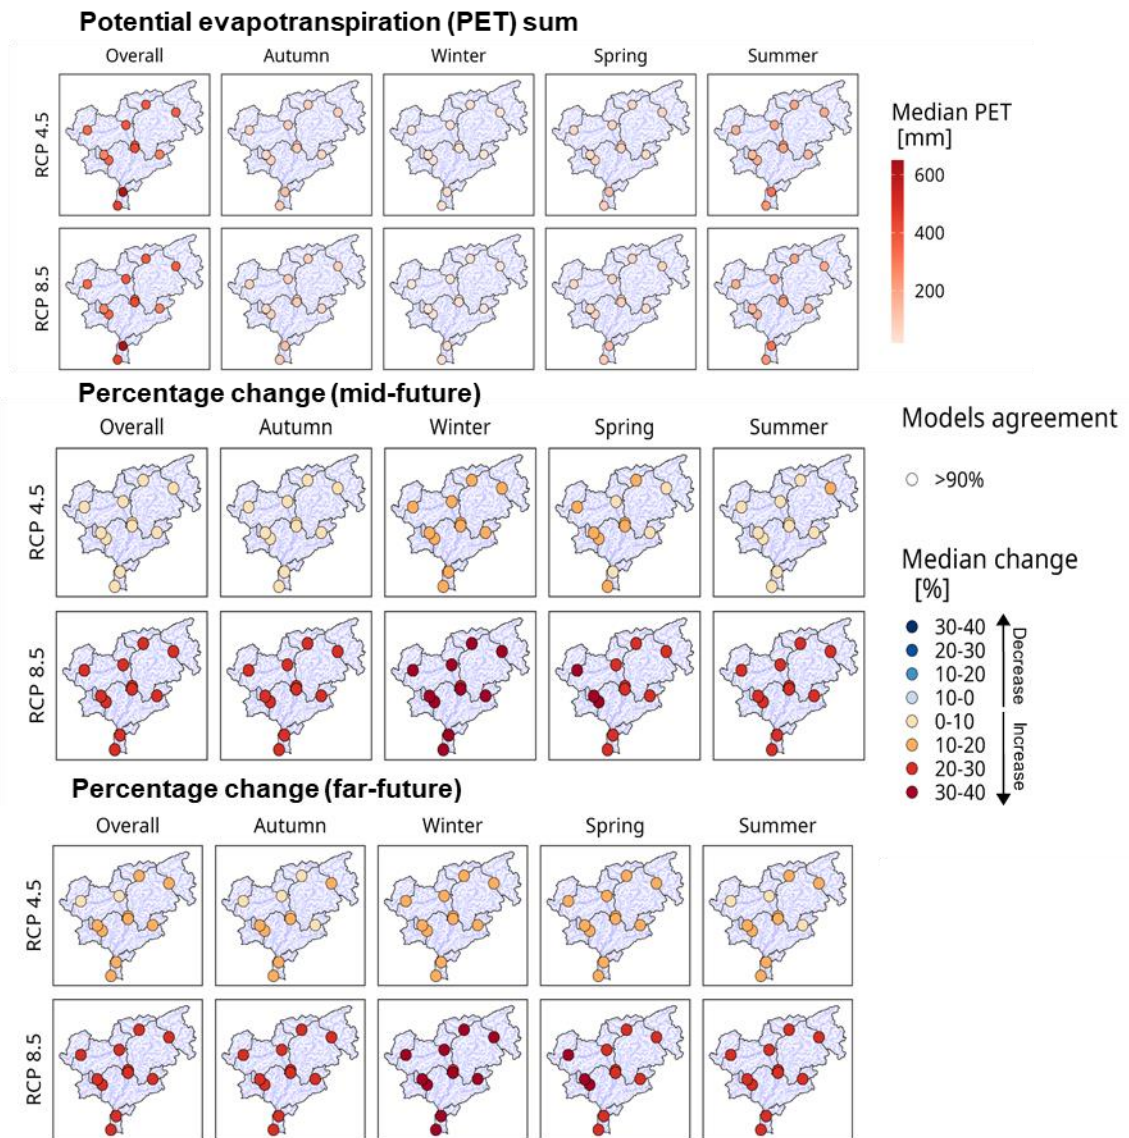 Potential evapotranspiration (PET) sum
Overall Autumn Winter Spring Summer
RCP 4.5
RCP 8.5
Median PET
[mm]
600
400
200
Percentage change (mid-future)
Overall Autumn Winter Spring Summer
RCP 4.5
RCP 8.5
Models agreement
>90%
Median change
[%]
30-40
20-30
10-20
10-0
0-10
10-20
20-30
30-40
Decrease
Increase
Percentage change (far-future)
Overall Autumn Winter Spring Summer
RCP 4.5
RCP 8.5